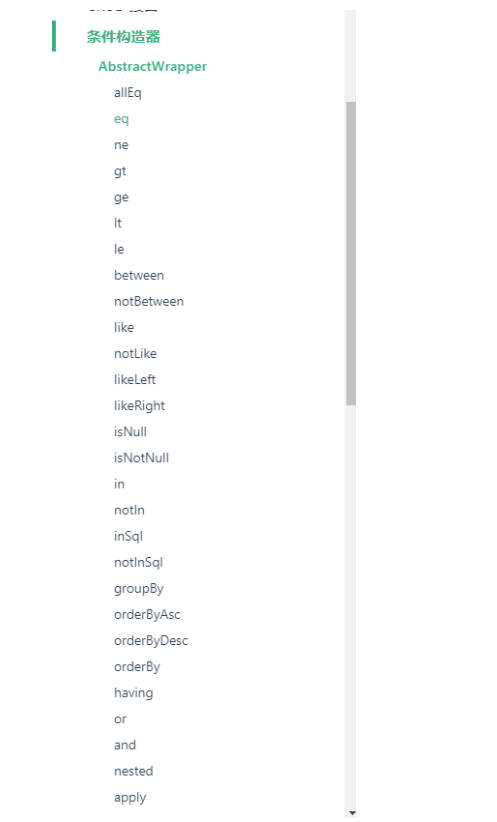 条件构造器
AbstractWrapper
allEq
eq
ne
gt
ge
lt
le
between
notBetween
like
notLike
likeLeft
likeRight
isNull
isNotNull
in
notIn
inSql
notInSql
groupBy
orderByAsc
orderByDesc
orderBy
having
or
and
nested
apply